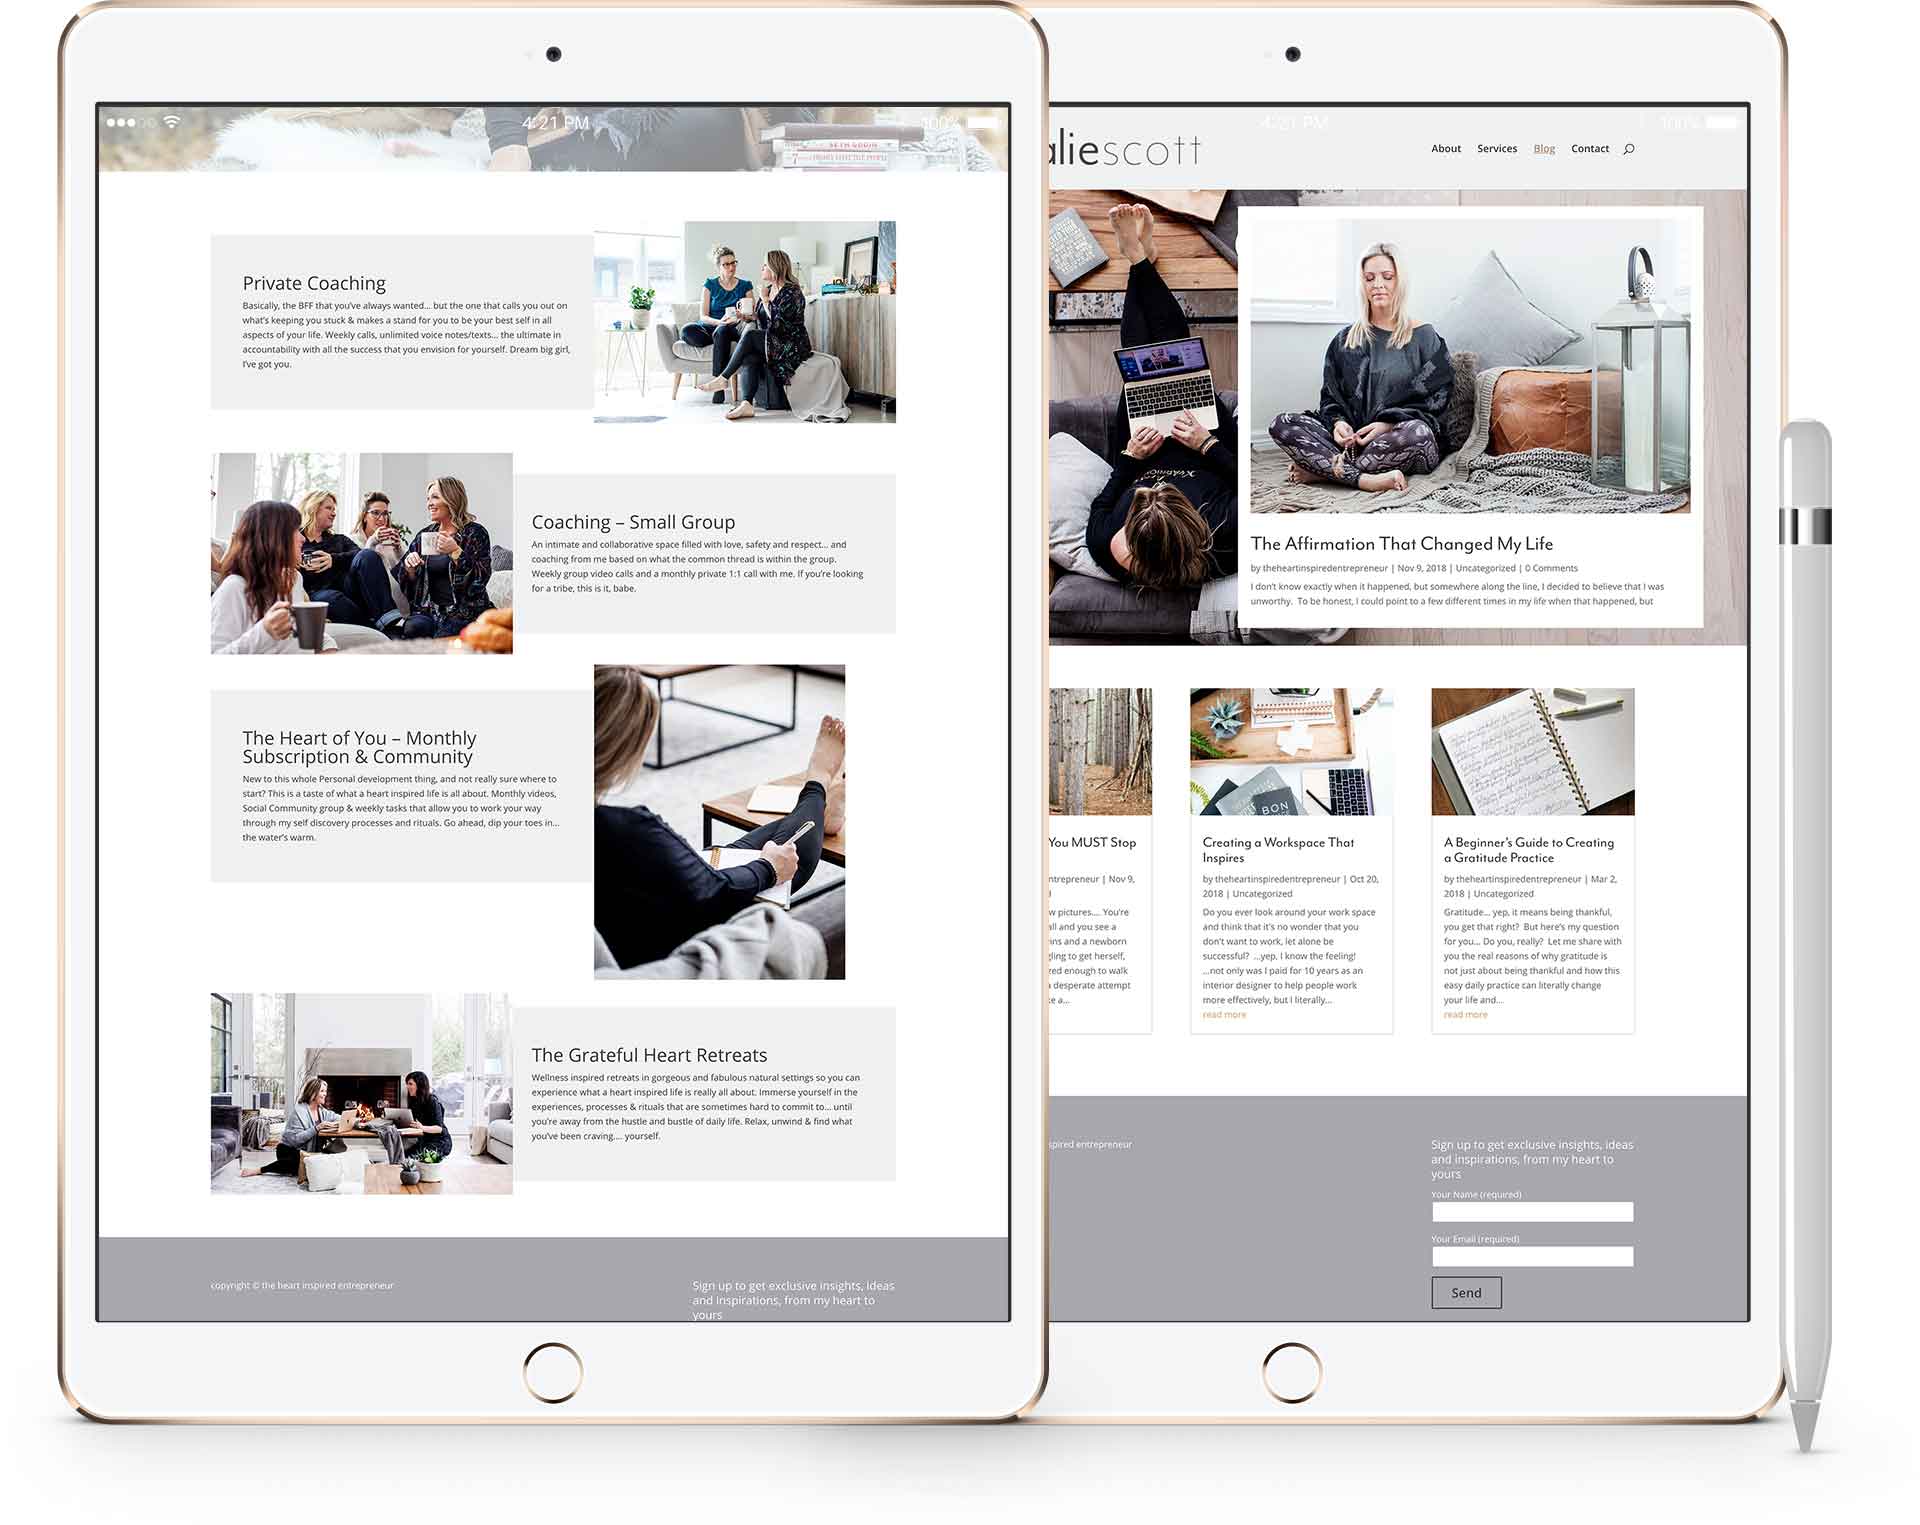 4:21 PM
100%
SETH GODIN
Private Coaching
Basically, the BFF that you've always wanted... but the one that calls you out on
what's keeping you stuck & makes a stand for you to be your best self in all
aspects of your life. Weekly calls, unlimited voice notes/texts... the ultimate in
accountability with all the success that you envision for yourself. Dream big girl,
I've got you.
Coaching – Small Group
An intimate and collaborative space filled with love, safety and respect... and
coaching from me based on what the common thread is within the group.
Weekly group video calls and a monthly private 1:1 call with me. If you're looking
for a tribe, this is it, babe.
The Heart of You – Monthly
Subscription & Community
New to this whole Personal development thing, and not really sure where to
start? This is a taste of what a heart inspired life is all about. Monthly videos,
Social Community group & weekly tasks that allow you to work your way
through my self discovery processes and rituals. Go ahead, dip your toes in...
the water's warm.
The Grateful Heart Retreats
Wellness inspired retreats in gorgeous and fabulous natural settings so you can
experience what a heart inspired life is really all about. Immerse yourself in the
experiences, processes & rituals that are sometimes hard to commit to... until
you're away from the hustle and bustle of daily life. Relax, unwind & find what
you've been craving.... yourself.
copyright © the heart inspired entrepreneur
Sign up to get exclusive insights, ideas
and inspirations, from my heart to
yours
4:21 PM
100%
aliescott
About Services Blog Contact
The Affirmation That Changed My Life
by theheartinspiredentrepreneur | Nov 9, 2018 | Uncategorized | 0 Comments
I don't know exactly when it happened, but somewhere along the line, I decided to believe that I was
unworthy. To be honest, I could point to a few different times in my life when that happened, but
You MUST Stop
ntrepreneur | Nov 9,
w pictures.... You're
all and you see a
nns and a newborn
gling to get herself,
red enough to walk
a desperate attempt
ke a...
BON
Creating a Workspace That
Inspires
by theheartinspiredentrepreneur | Oct 20,
2018 | Uncategorized
Do you ever look around your work space
and think that it's no wonder that you
don't want to work, let alone be
successful? ...yep, I know the feeling!
...not only was I paid for 10 years as an
interior designer to help people work
more effectively, but I literally...
read more
A Beginner's Guide to Creating
a Gratitude Practice
by theheartinspiredentrepreneur | Mar 2,
2018 | Uncategorized
Gratitude... yep, it means being thankful,
you get that right? But here's my question
for you... Do you, really? Let me share with
you the real reasons of why gratitude is
not just about being thankful and how this
easy daily practice can literally change
your life and...
read more
spired entrepreneur
Sign up to get exclusive insights, ideas
and inspirations, from my heart to
yours
Your Name (required)
Your Email (required)
Send